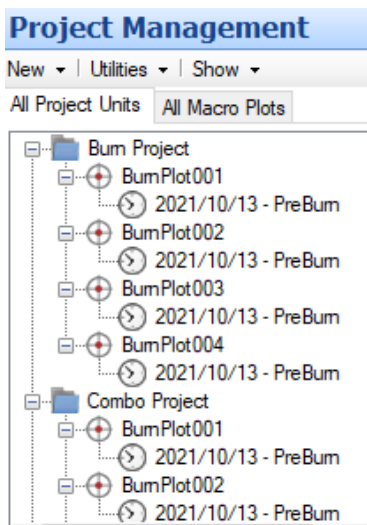 Project Management
New | Utilities | Show
All Project Units All Macro Plots
Burn Project
BurnPlot001
2021/10/13 - PreBurn
BurnPlot002
2021/10/13 - PreBurn
BurnPlot003
2021/10/13 - PreBurn
BurnPlot004
2021/10/13 - PreBurn
Combo Project
BurnPlot001
2021/10/13 - PreBurn
BurnPlot002
2021/10/13 - PreBurn